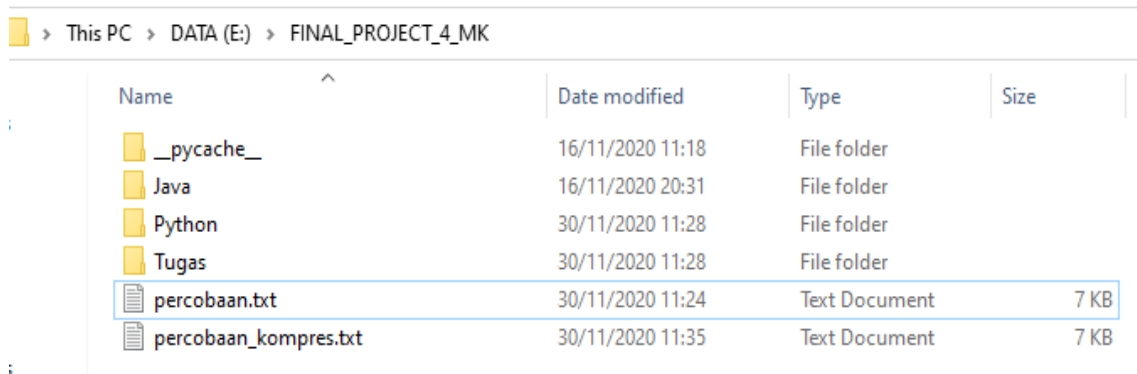 This PC > DATA (E:) > FINAL_PROJECT_4_MK
Name Date modified Type Size
__pycache__ 16/11/2020 11:18 File folder
Java 16/11/2020 20:31 File folder
Python 30/11/2020 11:28 File folder
Tugas 30/11/2020 11:28 File folder
percobaan.txt 30/11/2020 11:24 Text Document 7 KB
percobaan_kompres.txt 30/11/2020 11:35 Text Document 7 KB